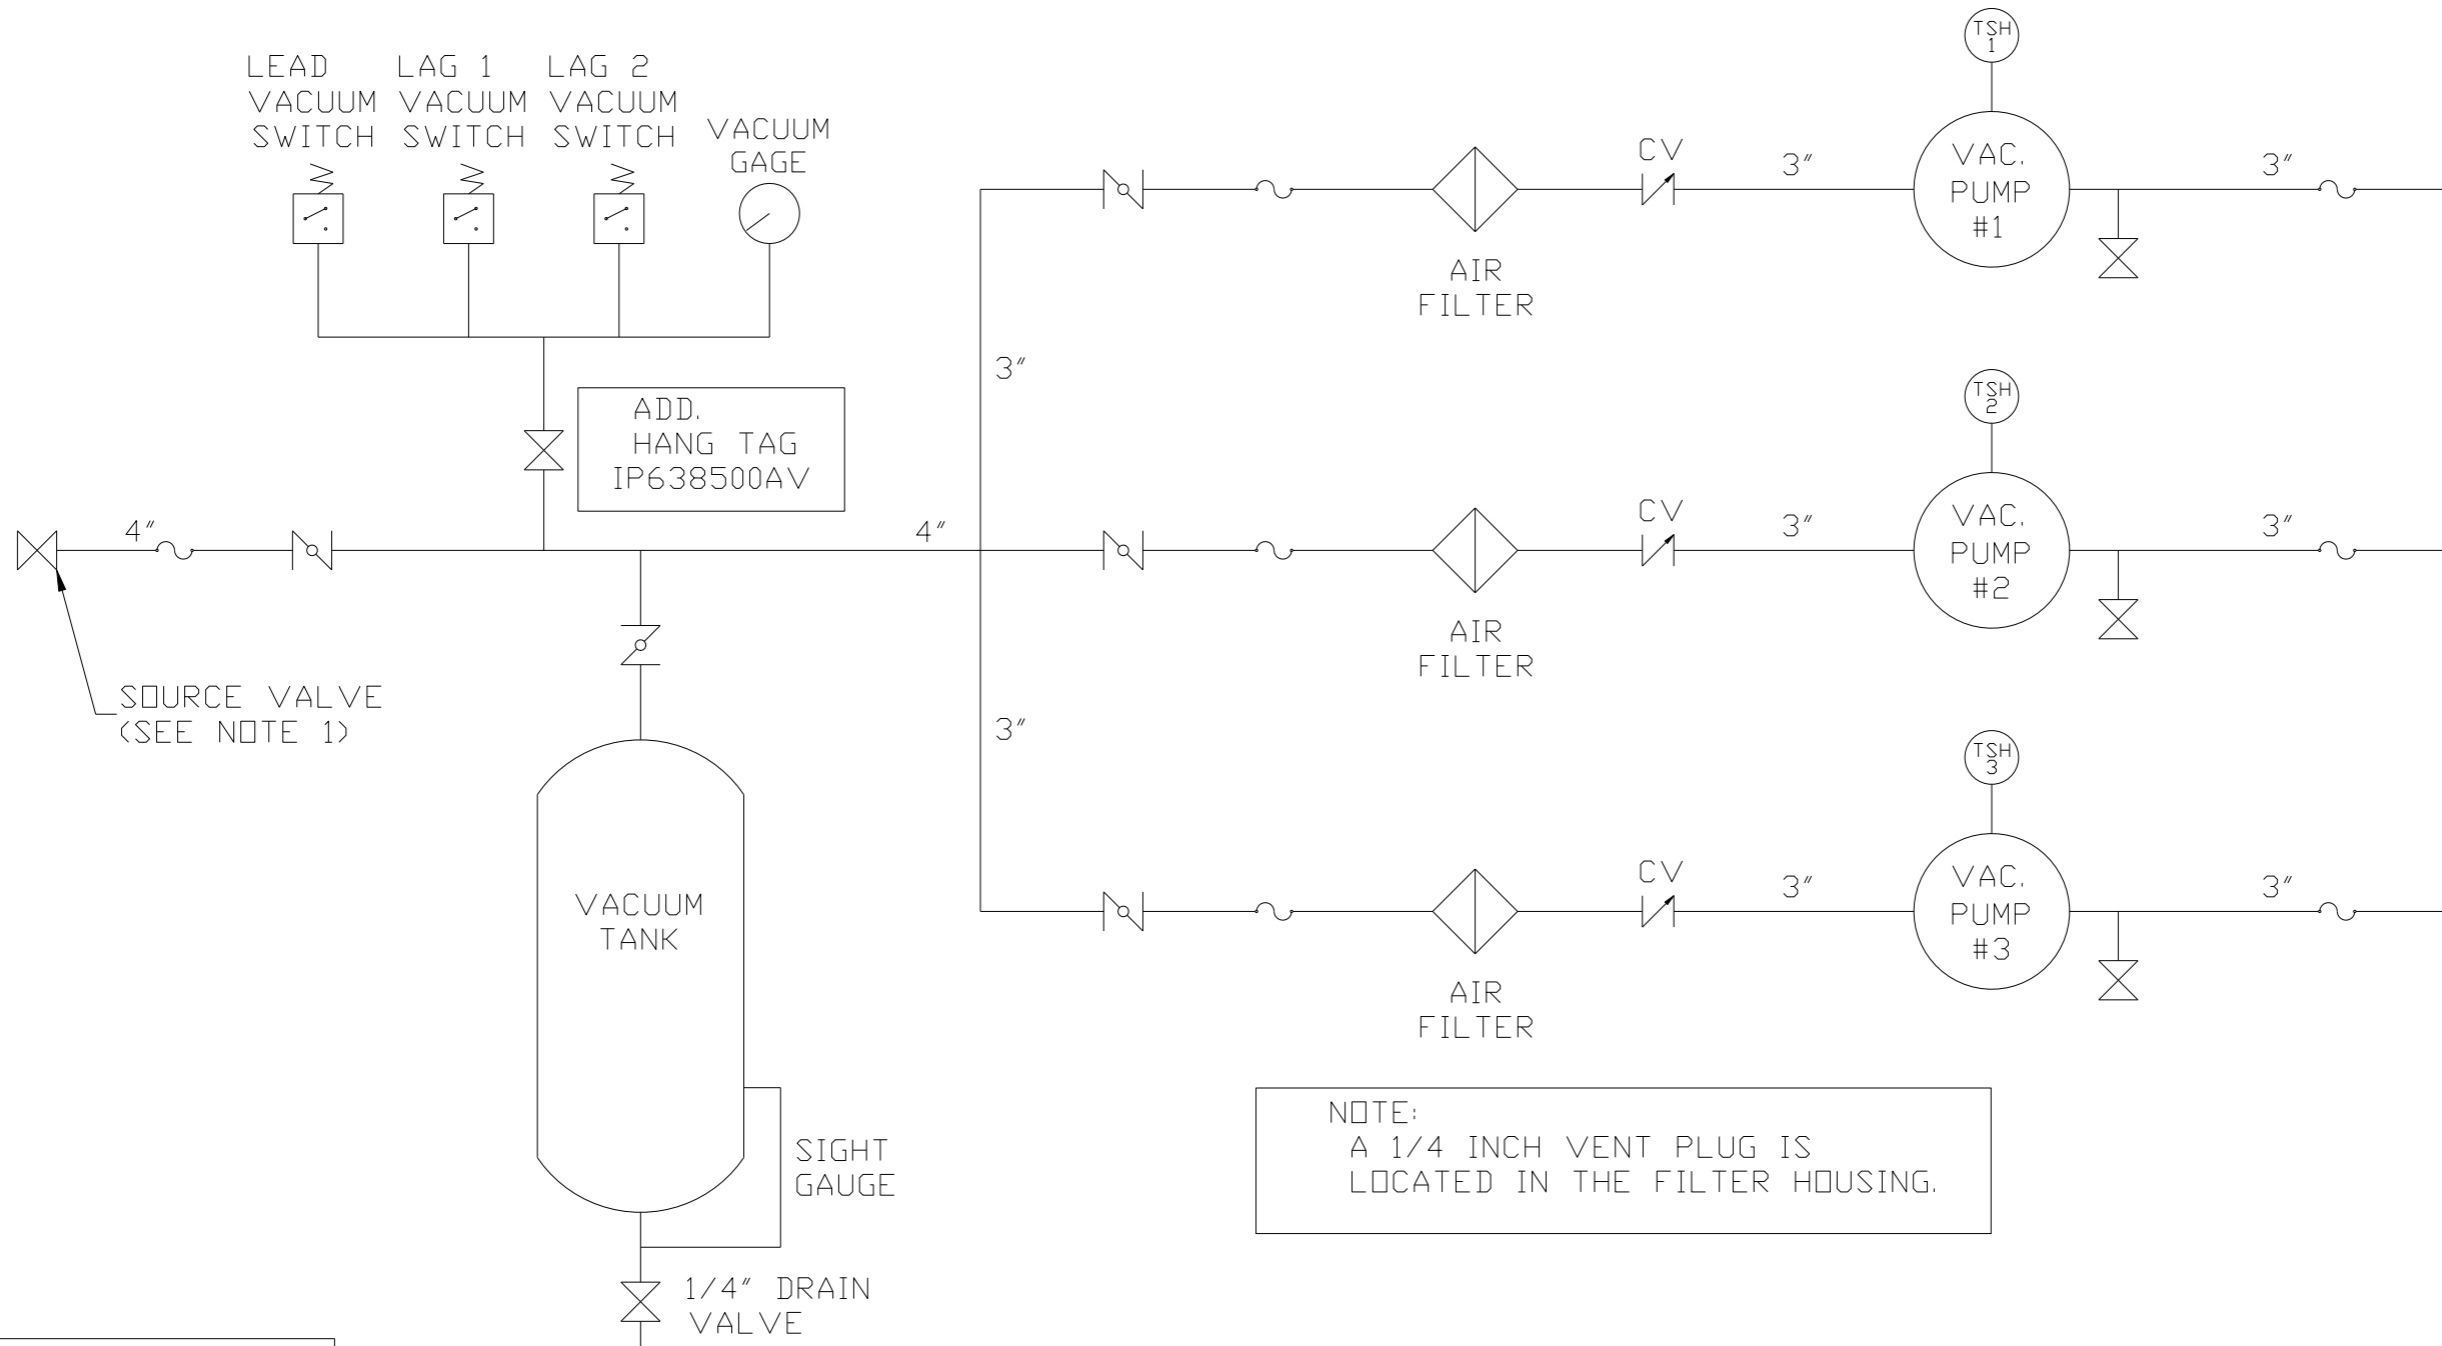 TSH
1
LEAD
VACUUM
SWITCH
LAG 1
VACUUM
SWITCH
LAG 2
VACUUM
SWITCH
VACUUM
GAGE
CV
3"
VAC.
PUMP
#1
3"
AIR
FILTER
3"
TSH
2
ADD.
HANG TAG
IP638500AV
4"
4"
CV
3"
VAC.
PUMP
#2
3"
AIR
FILTER
SOURCE VALVE
(SEE NOTE 1)
3"
TSH
3
VACUUM
TANK
CV
3"
VAC.
PUMP
#3
3"
AIR
FILTER
NOTE:
A 1/4 INCH VENT PLUG IS
LOCATED IN THE FILTER HOUSING.
SIGHT
GAUGE
1/4" DRAIN
VALVE